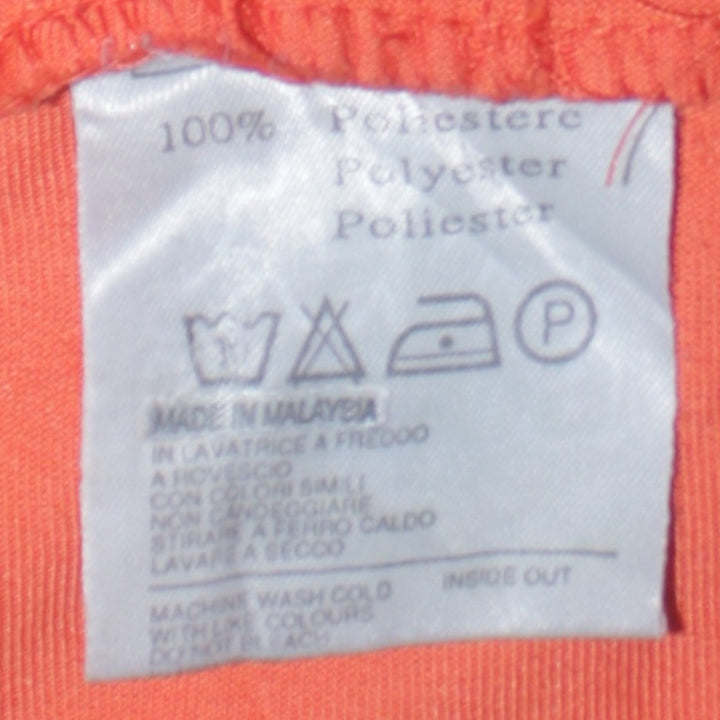 100% Poliestere
Polyester
Poliester
P
MADE IN MALAYSIA
IN LAVATRICE A FREDDO
A ROVESCIO
CON COLORI SIMILI
NON CANDEGGIARE
STIRARE A FERRO CALDO
LAVARE A SECCO
MACHINE WASH COLD INSIDE OUT
WITH LIKE COLOURS
DO NOT BLEACH